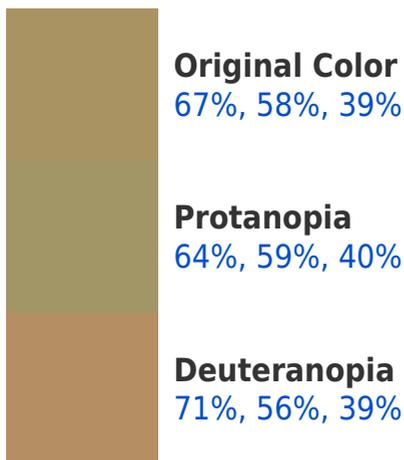 Original Color
67%, 58%, 39%
Protanopia
64%, 59%, 40%
Deuteranopia
71%, 56%, 39%